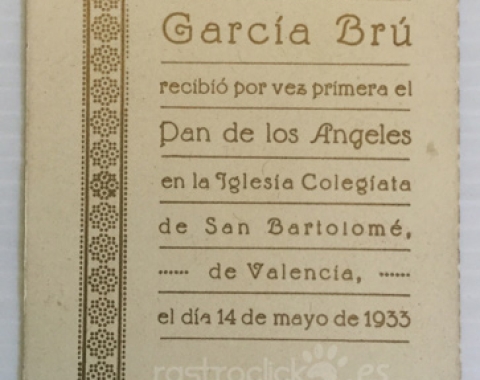 García Brú
recibió por vez primera el
Pan de los Angeles
en la Iglesia Colegiata
de San Bartolomé,
...... de Valencia, ......
el día 14 de mayo de 1933
rastroclick.es